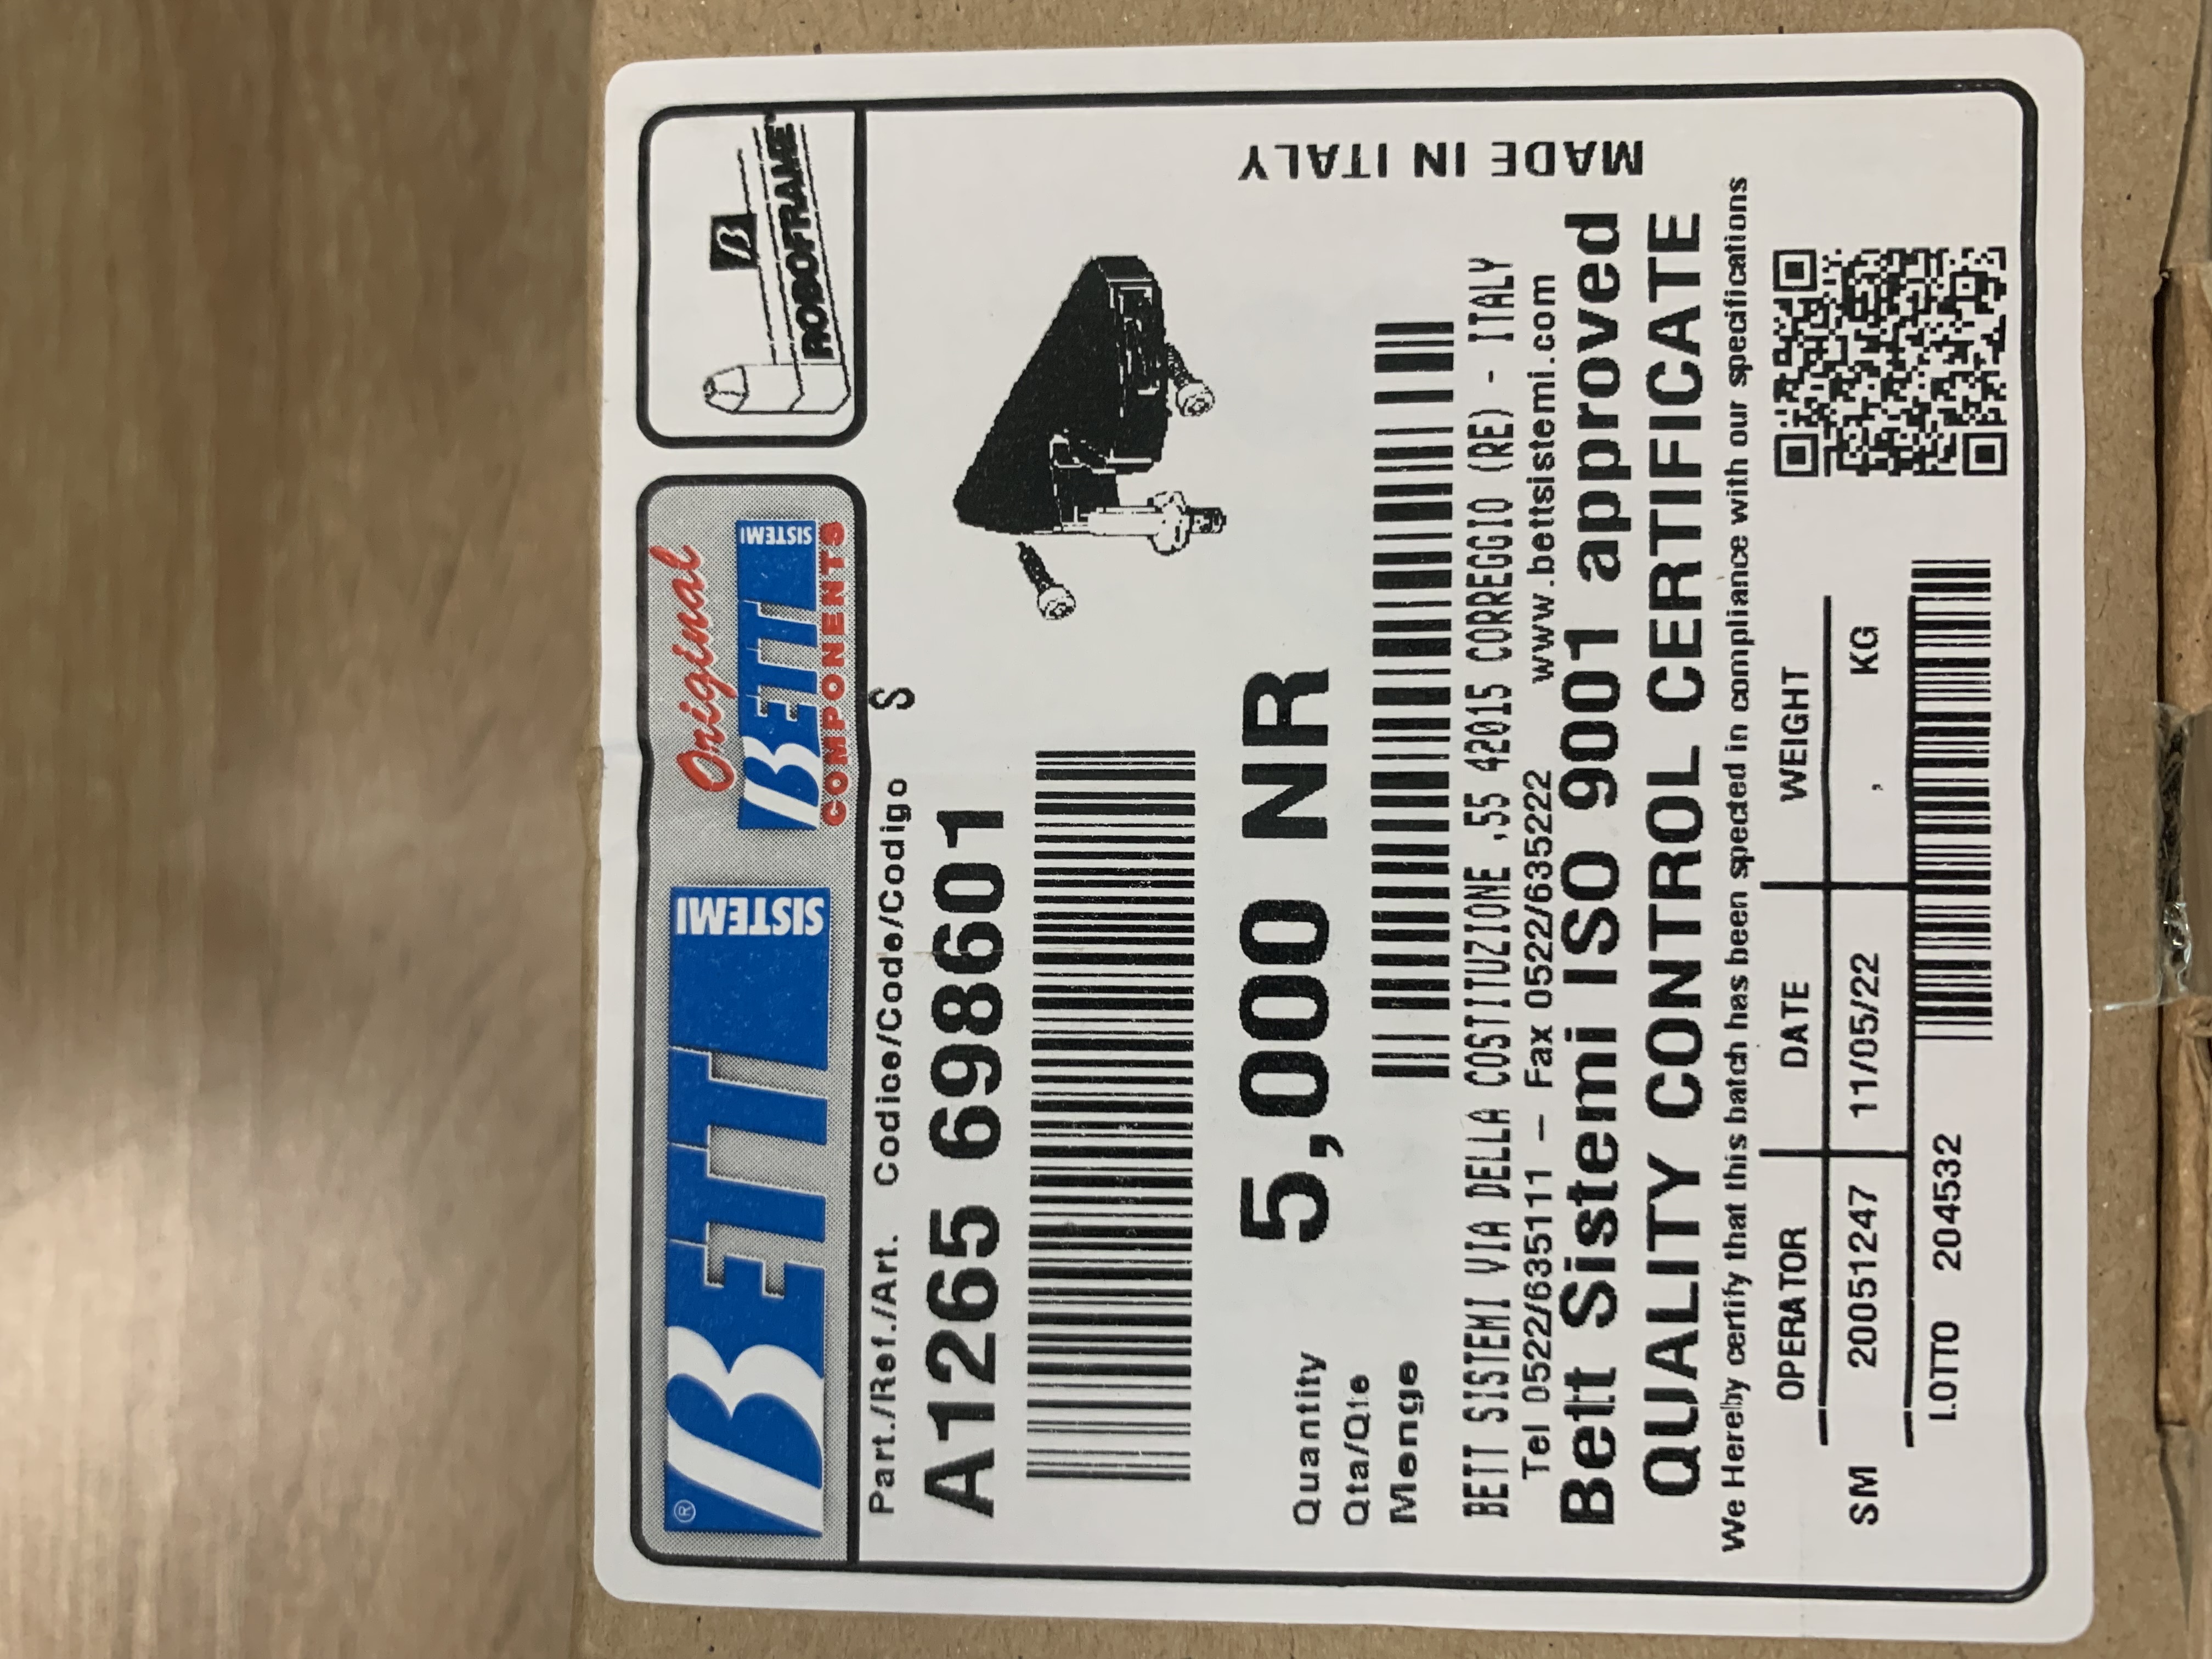 BETT SISTEMI ®
Original
BETT SISTEMI
COMPONENTS
ß
ROBOFRAME
Part./Ref./Art. Codice/Code/Codigo S
A1265 698601
Quantity
Qta/Qte
Menge
5,000 NR
MADE IN ITALY
BETT SISTEMI VIA DELLA COSTITUZIONE ,55 42015 CORREGGIO (RE) - ITALY
Tel 0522/635111 – Fax 0522/635222 www.bettsistemi.com
Bett Sistemi ISO 9001 approved
QUALITY CONTROL CERTIFICATE
We Hereby certify that this batch has been spected in compliance with our specifications
OPERATOR DATE WEIGHT
SM 20051247 11/05/22 , KG
LOTTO 204532